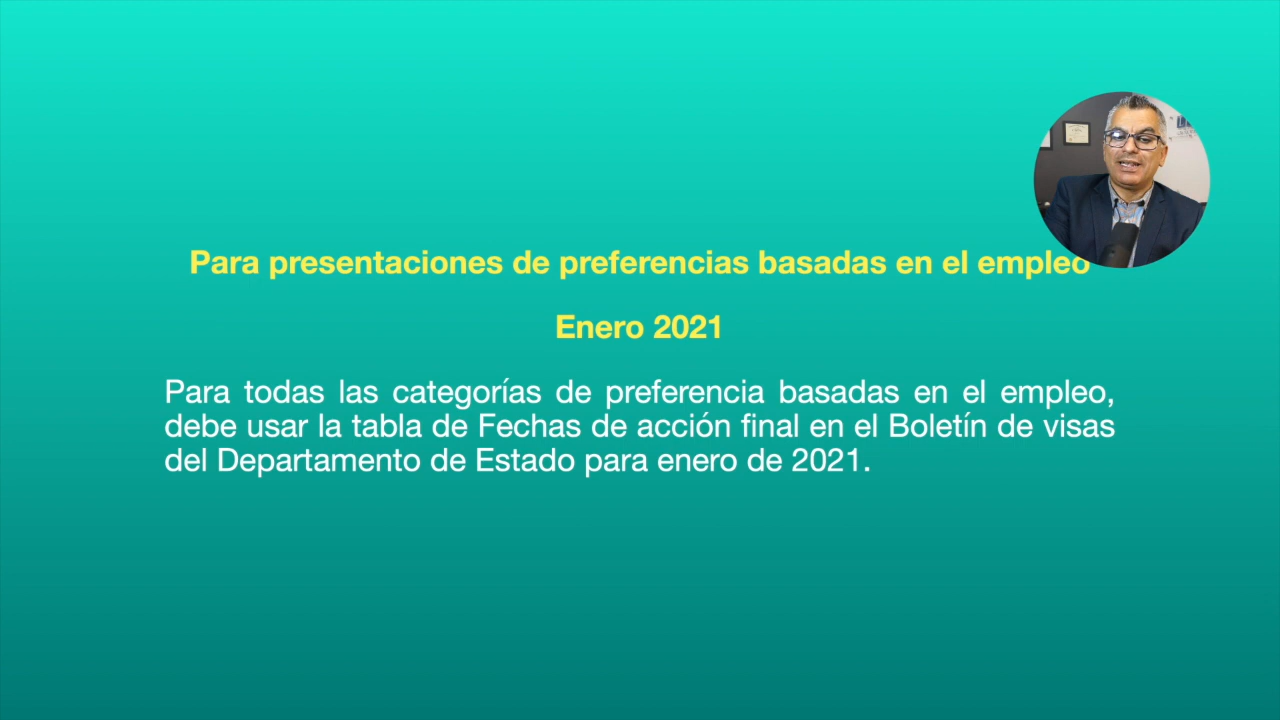 Para presentaciones de preferencias basadas en el empleo
Enero 2021
Para todas las categorías de preferencia basadas en el empleo,
debe usar la tabla de Fechas de acción final en el Boletín de visas
del Departamento de Estado para enero de 2021.